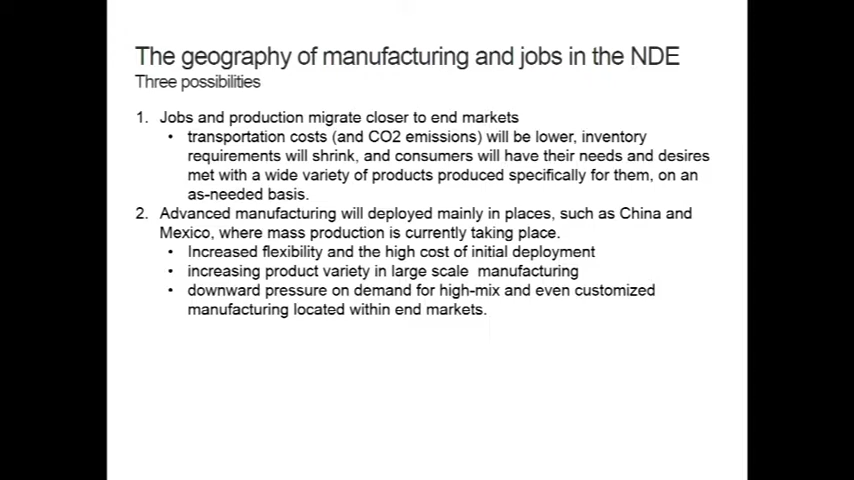 The geography of manufacturing and jobs in the NDE
Three possibilities
1. Jobs and production migrate closer to end markets
• transportation costs (and CO2 emissions) will be lower, inventory
requirements will shrink, and consumers will have their needs and desires
met with a wide variety of products produced specifically for them, on an
as-needed basis.
2. Advanced manufacturing will deployed mainly in places, such as China and
Mexico, where mass production is currently taking place.
• Increased flexibility and the high cost of initial deployment
• increasing product variety in large scale manufacturing
• downward pressure on demand for high-mix and even customized
manufacturing located within end markets.